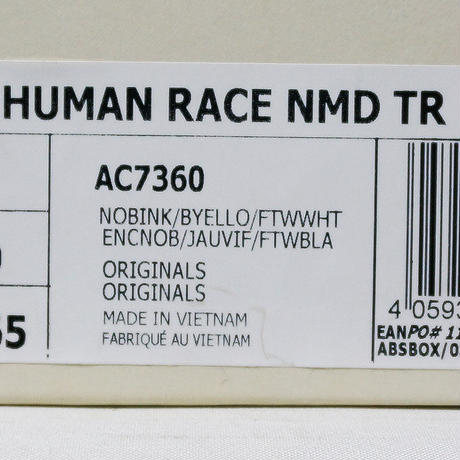 HUMAN RACE NMD TR
AC7360
NOBINK/BYELLO/FTWWHT
ENCNOB/JAUVIF/FTWBLA
ORIGINALS
ORIGINALS
MADE IN VIETNAM
FABRIQUÉ AU VIETNAM
4 0593
EANPO# 11
ABSBOX/0